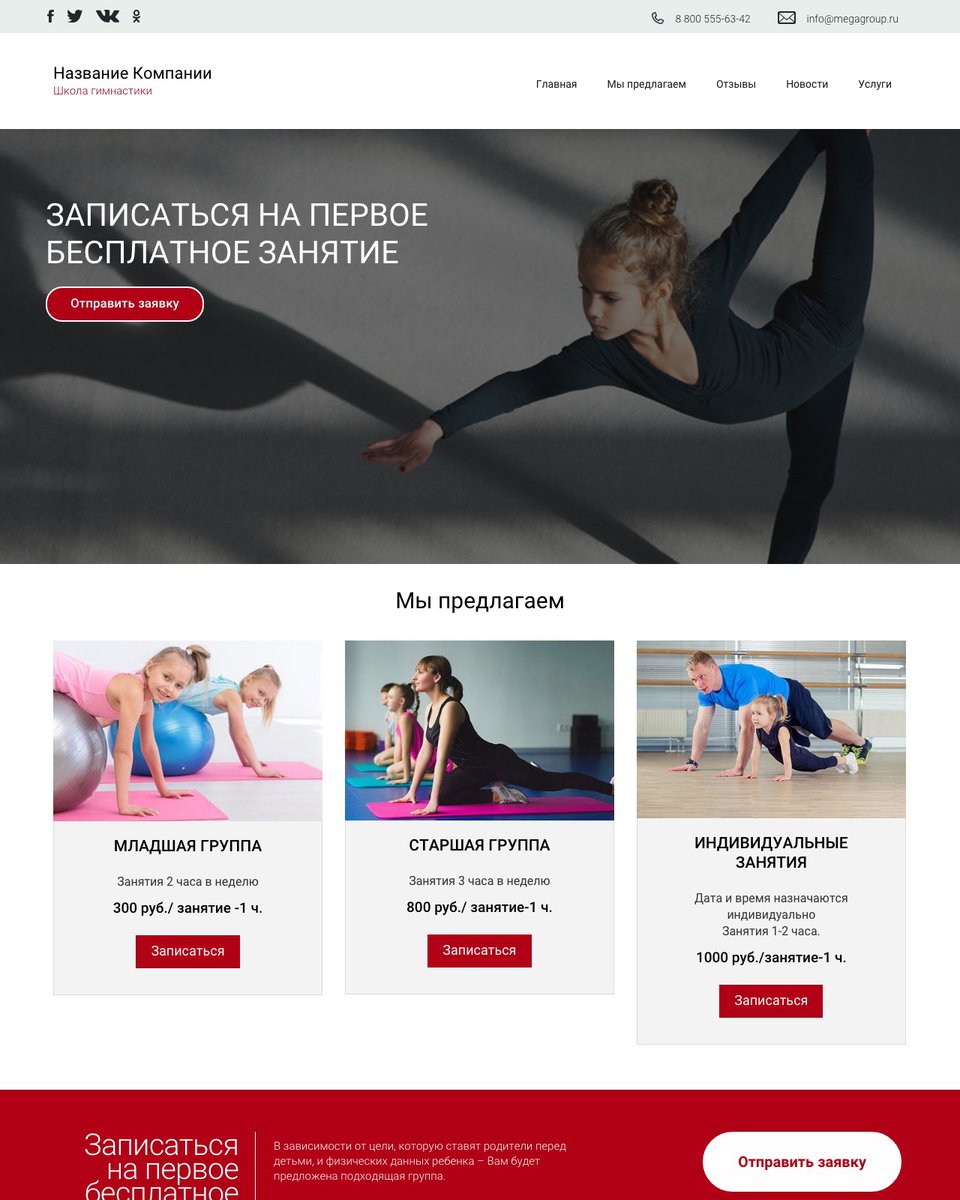 8 800 555-63-42
info@megagroup.ru
Название Компании
Школа гимнастики
Главная
Мы предлагаем
Отзывы
Новости
Услуги
ЗАПИСАТЬСЯ НА ПЕРВОЕ
БЕСПЛАТНОЕ ЗАНЯТИЕ
Отправить заявку
Мы предлагаем
МЛАДШАЯ ГРУППА
Занятия 2 часа в неделю
300 руб./ занятие -1 ч.
Записаться
СТАРШАЯ ГРУППА
Занятия 3 часа в неделю
800 руб./ занятие-1 ч.
Записаться
ИНДИВИДУАЛЬНЫЕ
ЗАНЯТИЯ
Дата и время назначаются
индивидуально
Занятия 1-2 часа.
1000 руб./занятие-1 ч.
Записаться
Записаться
на первое
бесплатное
В зависимости от цели, которую ставят родители перед
детьми, и физических данных ребенка – Вам будет
предложена подходящая группа.
Отправить заявку